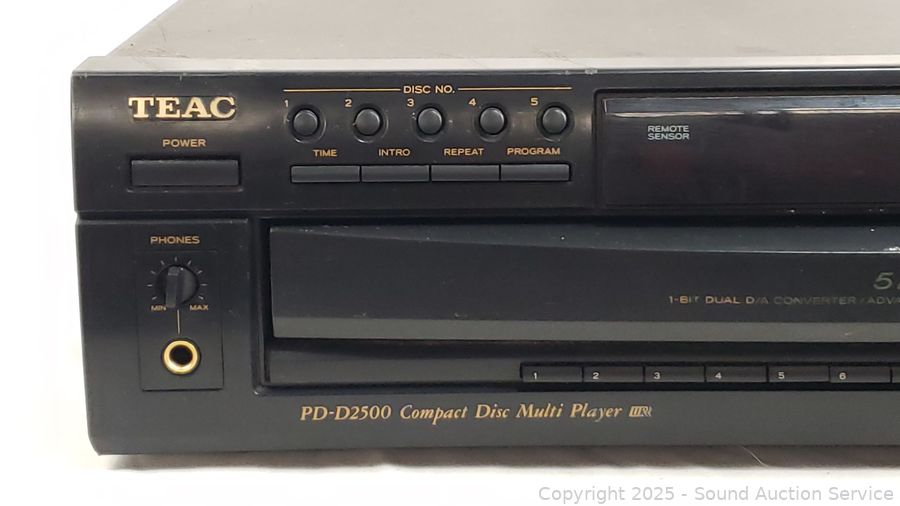 TEAC
DISC NO.
1 2 3 4 5
POWER
TIME INTRO REPEAT PROGRAM
REMOTE
SENSOR
PHONES
MIN MAX
5
1-BIT DUAL D/A CONVERTER / ADVA
1 2 3 4 5 6
PD-D2500 Compact Disc Multi Player
Copyright 2025 - Sound Auction Service